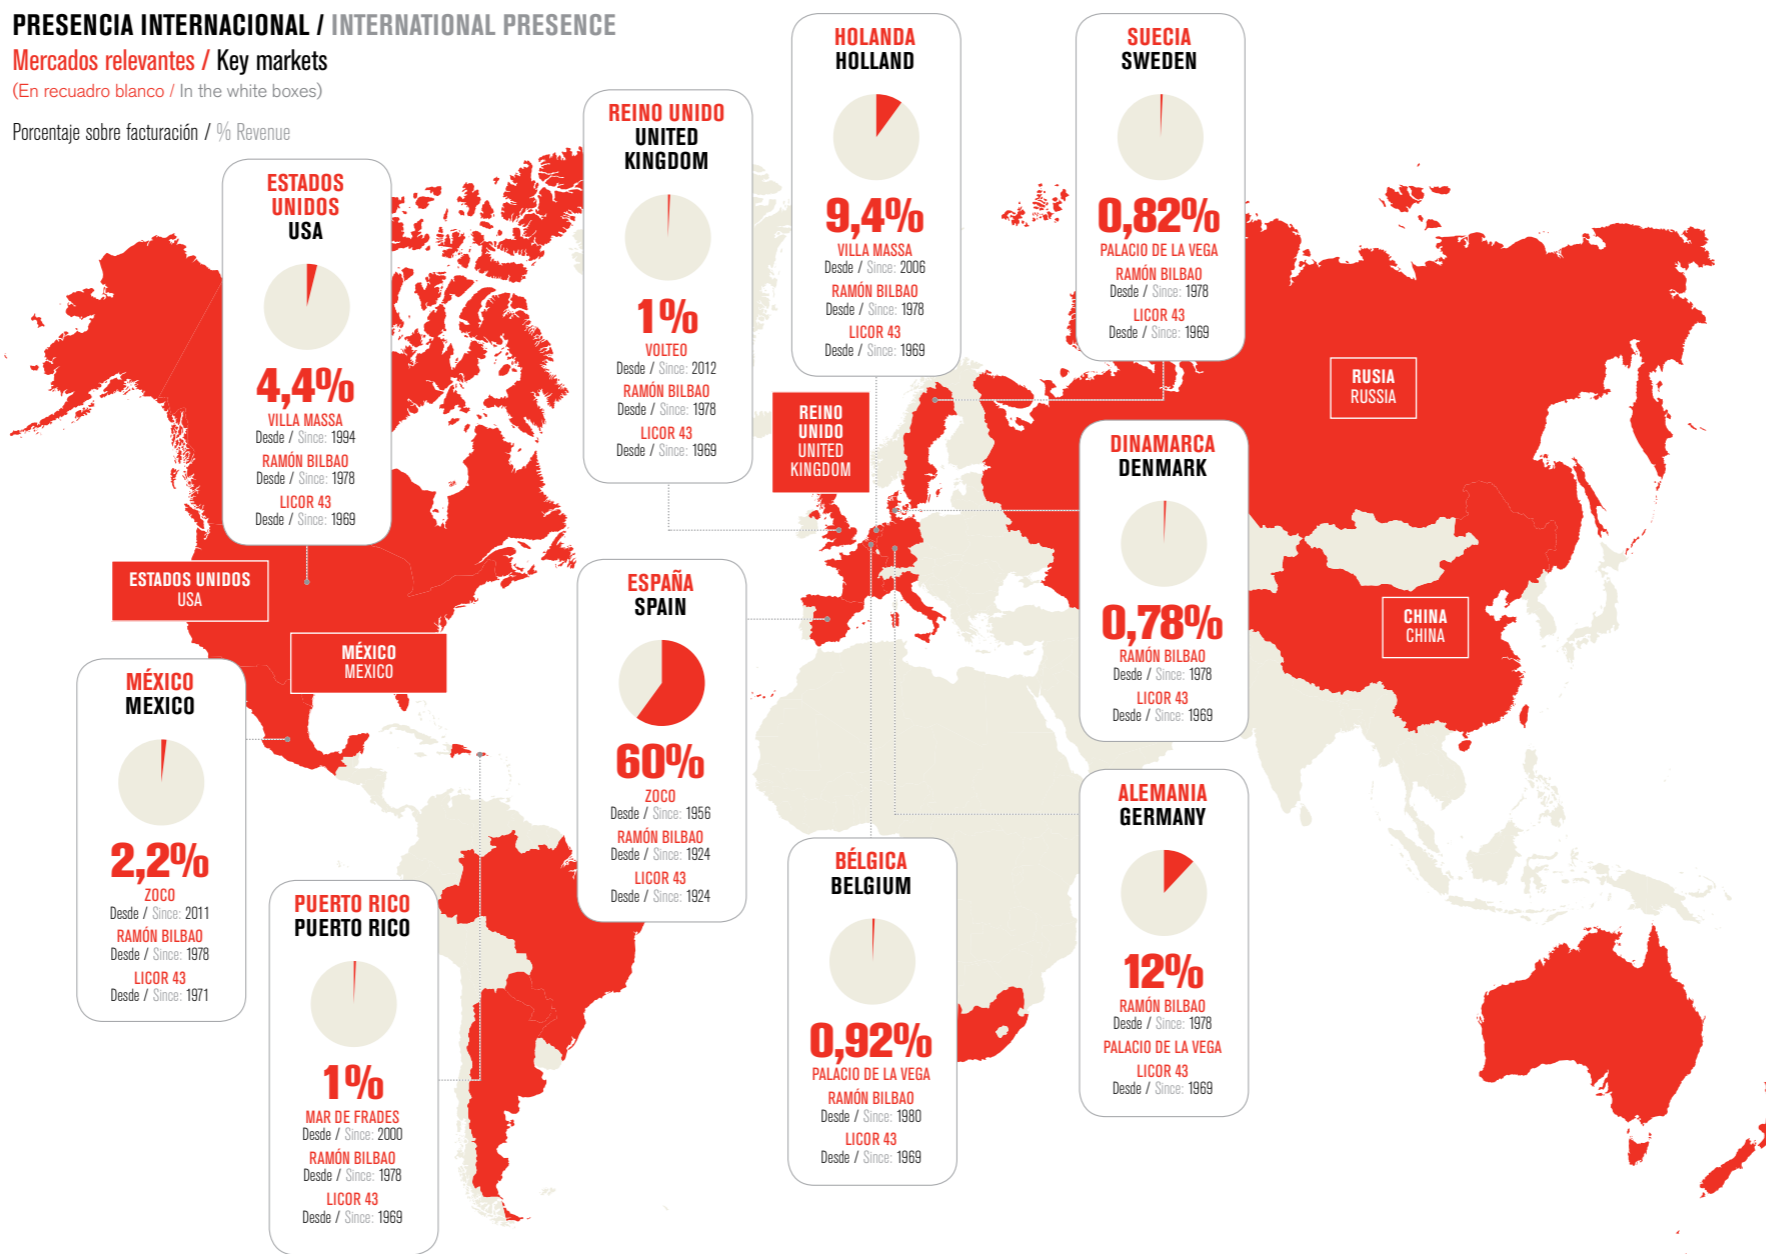 PRESENCIA INTERNACIONAL / INTERNATIONAL PRESENCE
Mercados relevantes / Key markets
(En recuadro blanco / In the white boxes)
Porcentaje sobre facturación / % Revenue
ESTADOS
UNIDOS
USA
4,4%
VILLA MASSA
Desde / Since: 1994
RAMÓN BILBAO
Desde / Since: 1978
LICOR 43
Desde / Since: 1969
REINO UNIDO
UNITED
KINGDOM
1%
VOLTEO
Desde / Since: 2012
RAMÓN BILBAO
Desde / Since: 1978
LICOR 43
Desde / Since: 1969
HOLANDA
HOLLAND
9,4%
VILLA MASSA
Desde / Since: 2006
RAMÓN BILBAO
Desde / Since: 1978
LICOR 43
Desde / Since: 1969
SUECIA
SWEDEN
0,82%
PALACIO DE LA VEGA
RAMÓN BILBAO
Desde / Since: 1978
LICOR 43
Desde / Since: 1969
RUSIA
RUSSIA
REINO
UNIDO
UNITED
KINGDOM
DINAMARCA
DENMARK
0,78%
RAMÓN BILBAO
Desde / Since: 1978
LICOR 43
Desde / Since: 1969
ESTADOS UNIDOS
USA
MÉXICO
MEXICO
CHINA
CHINA
ESPAÑA
SPAIN
60%
ZOCO
Desde / Since: 1956
RAMÓN BILBAO
Desde / Since: 1924
LICOR 43
Desde / Since: 1924
MÉXICO
MEXICO
2,2%
ZOCO
Desde / Since: 2011
RAMÓN BILBAO
Desde / Since: 1978
LICOR 43
Desde / Since: 1971
PUERTO RICO
PUERTO RICO
1%
MAR DE FRADES
Desde / Since: 2000
RAMÓN BILBAO
Desde / Since: 1978
LICOR 43
Desde / Since: 1969
BÉLGICA
BELGIUM
0,92%
PALACIO DE LA VEGA
RAMÓN BILBAO
Desde / Since: 1980
LICOR 43
Desde / Since: 1969
ALEMANIA
GERMANY
12%
RAMÓN BILBAO
Desde / Since: 1978
PALACIO DE LA VEGA
LICOR 43
Desde / Since: 1969